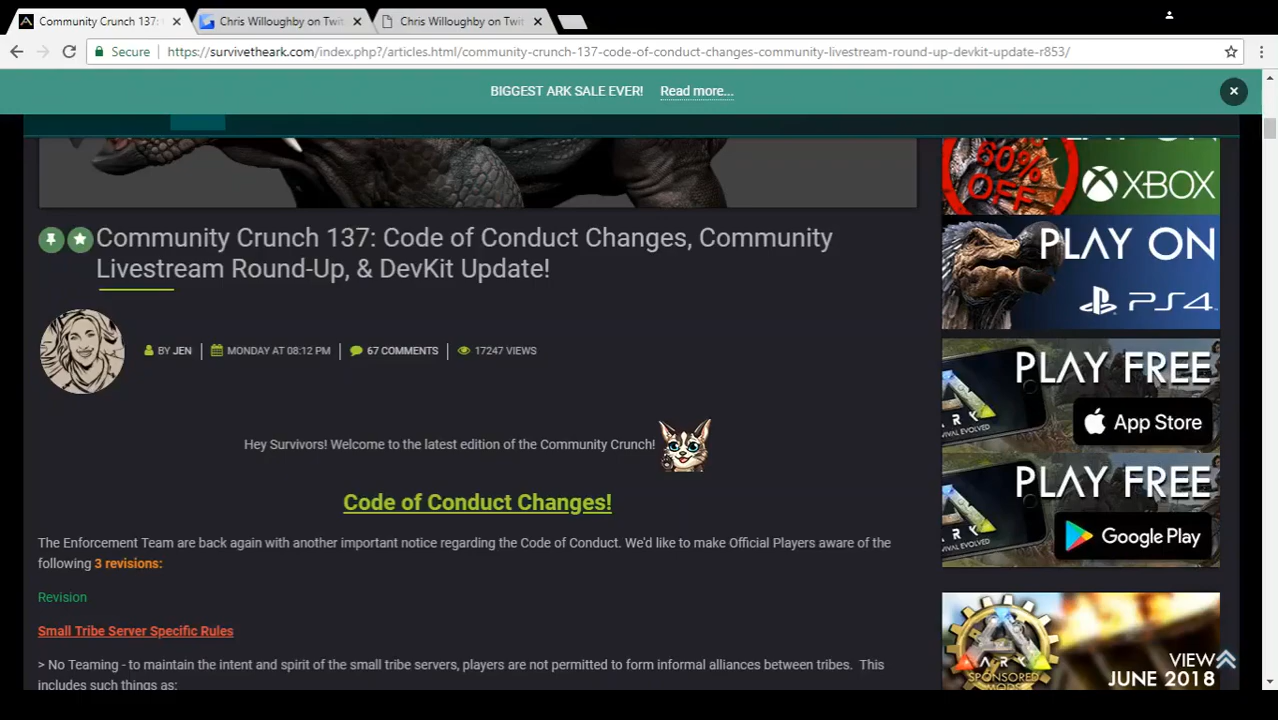 Community Crunch 137:
Chris Willoughby on Twit
Chris Willoughby on Twit
Secure
https://survivetheark.com/index.php?/articles.html/community-crunch-137-code-of-conduct-changes-community-livestream-round-up-devkit-update-r853/
BIGGEST ARK SALE EVER! Read more...
60%
OFF
XBOX
Community Crunch 137: Code of Conduct Changes, Community
Livestream Round-Up, & DevKit Update!
PLAY ON
PS4
BY JEN
MONDAY AT 08:12 PM
67 COMMENTS
17247 VIEWS
PLAY FREE
App Store
Hey Survivors! Welcome to the latest edition of the Community Crunch!
PLAY FREE
Google Play
Code of Conduct Changes!
The Enforcement Team are back again with another important notice regarding the Code of Conduct. We'd like to make Official Players aware of the
following 3 revisions:
Revision
Small Tribe Server Specific Rules
> No Teaming - to maintain the intent and spirit of the small tribe servers, players are not permitted to form informal alliances between tribes. This
includes such things as:
ARK
SPONSORED
MODS
VIEW
JUNE 2018